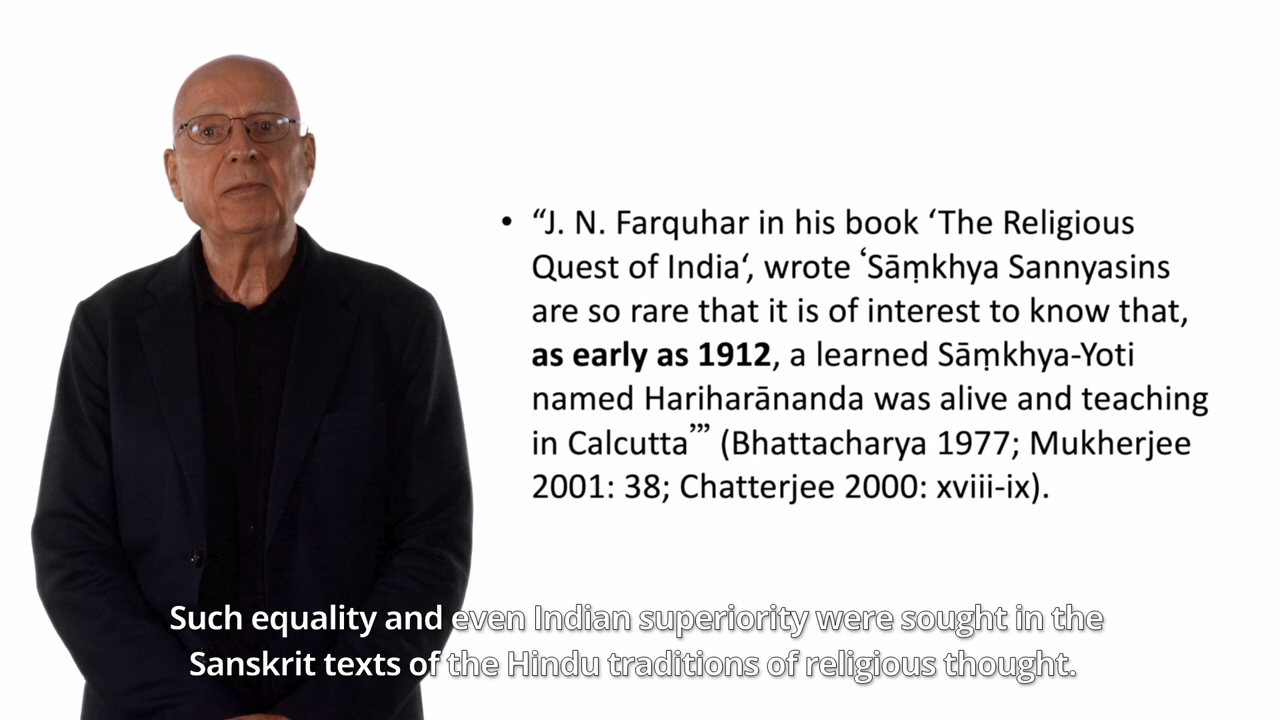 • “J. N. Farquhar in his book ‘The Religious
Quest of India‘, wrote ‘Sāṃkhya Sannyasins
are so rare that it is of interest to know that,
as early as 1912, a learned Sāṃkhya-Yoti
named Hariharānanda was alive and teaching
in Calcutta’” (Bhattacharya 1977; Mukherjee
2001: 38; Chatterjee 2000: xviii-ix).
Such equality and even Indian superiority were sought in the
Sanskrit texts of the Hindu traditions of religious thought.